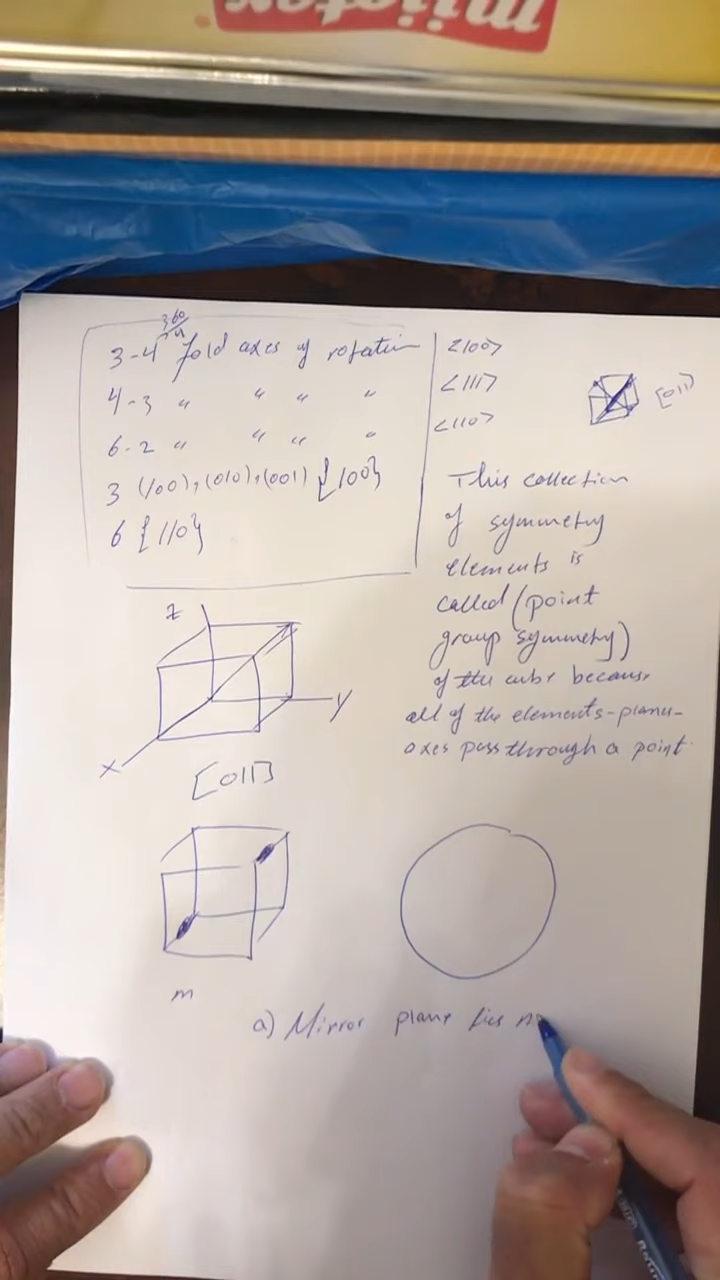 3-4 fold axes of rotation
360
4
4-3 " " " "
6-2 " " " "
3 (100), (010), (001) {100}
6 {110}
<100>
<111>
<110>
[011]
This collection
of symmetry
elements is
called (point
group symmetry)
of the cube because
all of the elements-planes-
axes pass through a point
z
y
x
[011]
m
a) Mirror plane lies